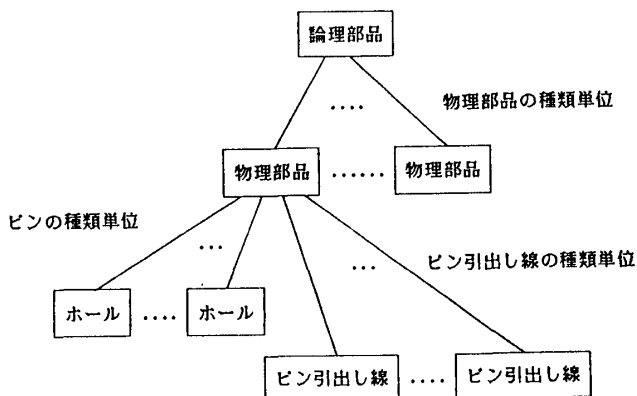 論理部品
‥‥
物理部品の種類単位
物理部品 ‥‥‥ 物理部品
ピンの種類単位
… …
ピン引出し線の種類単位
ホール ‥‥ ホール
ピン引出し線 ‥‥ ピン引出し線